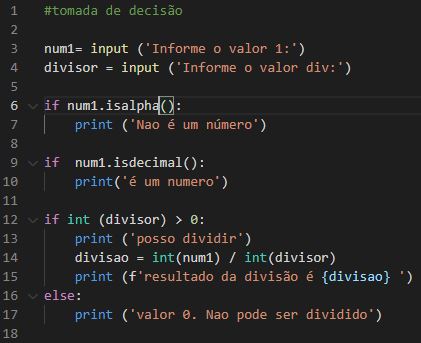 1 #tomada de decisão
2
3 num1= input ('Informe o valor 1:')
4 divisor = input ('Informe o valor div:')
5
6 if num1.isalpha():
7     print ('Nao é um número')
8
9 if  num1.isdecimal():
10     print('é um numero')
11
12 if int (divisor) > 0:
13     print ('posso dividir')
14     divisao = int(num1) / int(divisor)
15     print (f'resultado da divisão é {divisao} ')
16 else:
17     print ('valor 0. Nao pode ser dividido')
18